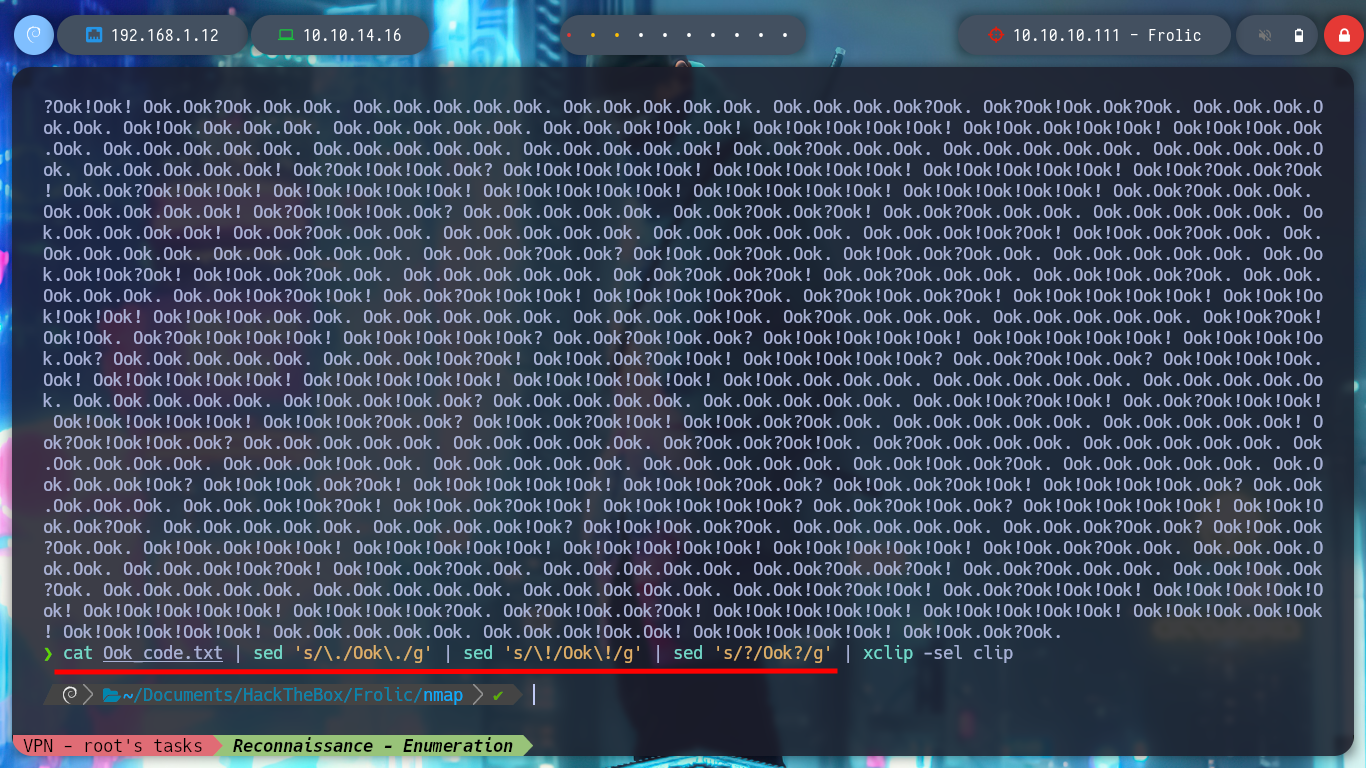 192.168.1.12
10.10.14.16
10.10.10.111 – Frolic
?Ook!Ook! Ook.Ook?Ook.Ook.Ook. Ook.Ook.Ook.Ook.Ook. Ook.Ook.Ook.Ook.Ook. Ook.Ook.Ook.Ook?Ook. Ook?Ook!Ook.Ook?Ook. Ook.Ook.Ook.O
ok.Ook. Ook!Ook.Ook.Ook.Ook. Ook.Ook.Ook.Ook.Ook. Ook.Ook.Ook!Ook.Ook! Ook!Ook!Ook!Ook!Ook! Ook!Ook.Ook!Ook!Ook! Ook!Ook!Ook.Ook
.Ook. Ook.Ook.Ook.Ook.Ook. Ook.Ook.Ook.Ook.Ook. Ook.Ook.Ook.Ook.Ook! Ook.Ook?Ook.Ook.Ook. Ook.Ook.Ook.Ook.Ook. Ook.Ook.Ook.Ook.Oo
k. Ook.Ook.Ook.Ook! Ook?Ook!Ook!Ook.Ook? Ook!Ook!Ook!Ook!Ook! Ook!Ook!Ook!Ook!Ook! Ook!Ook!Ook!Ook!Ook! Ook!Ook?Ook.Ook?Ook
! Ook.Ook?Ook!Ook!Ook! Ook!Ook!Ook!Ook!Ook! Ook!Ook!Ook!Ook!Ook! Ook!Ook!Ook!Ook!Ook! Ook!Ook!Ook!Ook!Ook! Ook.Ook?Ook.Ook.Ook.
Ook.Ook.Ook.Ook.Ook! Ook?Ook!Ook!Ook.Ook? Ook.Ook.Ook.Ook.Ook. Ook.Ook?Ook.Ook?Ook! Ook.Ook?Ook.Ook.Ook. Ook.Ook.Ook.Ook.Ook. Oo
k.Ook.Ook.Ook.Ook! Ook.Ook?Ook.Ook.Ook. Ook.Ook.Ook.Ook.Ook. Ook.Ook.Ook.Ook.Ook. Ook.Ook.Ook!Ook?Ook! Ook!Ook.Ook?Ook.Ook. Ook.
Ook.Ook.Ook.Ook. Ook.Ook.Ook.Ook.Ook. Ook.Ook.Ook?Ook.Ook? Ook!Ook.Ook?Ook.Ook. Ook!Ook.Ook?Ook.Ook. Ook.Ook.Ook.Ook.Ook. Ook.Oo
k.Ook!Ook?Ook! Ook!Ook.Ook?Ook.Ook. Ook.Ook.Ook.Ook.Ook. Ook.Ook?Ook.Ook?Ook! Ook.Ook?Ook.Ook.Ook. Ook.Ook!Ook.Ook?Ook. Ook.Ook.
Ook.Ook.Ook. Ook.Ook!Ook?Ook!Ook! Ook.Ook?Ook!Ook!Ook! Ook!Ook!Ook!Ook?Ook. Ook?Ook!Ook.Ook?Ook! Ook!Ook!Ook!Ook!Ook! Ook!Ook!Oo
k!Ook!Ook! Ook!Ook!Ook.Ook.Ook. Ook.Ook.Ook.Ook.Ook. Ook.Ook.Ook.Ook.Ook. Ook.Ook.Ook.Ook!Ook. Ook?Ook.Ook.Ook.Ook. Ook.Ook.Ook.Ook.Ook. Ook!Ook?Ook!
Ook!Ook. Ook?Ook!Ook!Ook!Ook! Ook!Ook!Ook!Ook!Ook? Ook.Ook?Ook!Ook.Ook? Ook!Ook!Ook!Ook!Ook! Ook!Ook!Ook!Ook!Ook! Ook!Ook!Ook!Oo
k.Ook? Ook.Ook.Ook.Ook.Ook. Ook.Ook.Ook!Ook?Ook! Ook!Ook.Ook?Ook!Ook! Ook!Ook!Ook!Ook!Ook? Ook.Ook?Ook!Ook.Ook? Ook!Ook!Ook!Ook.
Ook! Ook!Ook!Ook!Ook!Ook! Ook!Ook!Ook!Ook!Ook! Ook!Ook!Ook!Ook!Ook! Ook!Ook.Ook.Ook.Ook. Ook.Ook.Ook.Ook.Ook. Ook.Ook.Ook.Ook.Oo
k. Ook.Ook.Ook.Ook.Ook. Ook!Ook.Ook!Ook.Ook? Ook.Ook.Ook.Ook.Ook. Ook.Ook.Ook.Ook.Ook. Ook.Ook!Ook?Ook!Ook! Ook.Ook?Ook!Ook!Ook!
Ook!Ook!Ook!Ook!Ook! Ook!Ook!Ook?Ook.Ook? Ook!Ook.Ook?Ook!Ook! Ook!Ook.Ook?Ook.Ook. Ook.Ook.Ook.Ook.Ook. Ook.Ook.Ook.Ook.Ook! O
ok?Ook!Ook!Ook.Ook? Ook.Ook.Ook.Ook.Ook. Ook.Ook.Ook.Ook.Ook. Ook?Ook.Ook?Ook!Ook. Ook?Ook.Ook.Ook.Ook. Ook.Ook.Ook.Ook.Ook. Ook
.Ook.Ook.Ook.Ook. Ook.Ook.Ook!Ook.Ook. Ook.Ook.Ook.Ook.Ook. Ook.Ook.Ook.Ook.Ook. Ook.Ook!Ook.Ook?Ook. Ook.Ook.Ook.Ook.Ook. Ook.O
ok.Ook.Ook!Ook? Ook!Ook!Ook.Ook?Ook! Ook!Ook!Ook!Ook!Ook! Ook!Ook!Ook?Ook.Ook? Ook!Ook.Ook?Ook!Ook! Ook!Ook!Ook!Ook.Ook? Ook.Ook
.Ook.Ook.Ook. Ook.Ook.Ook!Ook?Ook! Ook!Ook.Ook?Ook!Ook! Ook!Ook!Ook!Ook!Ook? Ook.Ook?Ook!Ook.Ook? Ook!Ook!Ook!Ook!Ook! Ook!Ook!O
ok.Ook?Ook. Ook.Ook.Ook.Ook.Ook. Ook.Ook.Ook.Ook!Ook? Ook!Ook!Ook.Ook?Ook. Ook.Ook.Ook.Ook.Ook. Ook.Ook.Ook?Ook.Ook? Ook!Ook.Ook
?Ook.Ook. Ook!Ook.Ook!Ook!Ook! Ook!Ook!Ook!Ook!Ook! Ook!Ook!Ook!Ook!Ook! Ook!Ook!Ook!Ook!Ook! Ook!Ook.Ook?Ook.Ook. Ook.Ook.Ook.O
ok.Ook. Ook.Ook.Ook!Ook?Ook! Ook!Ook.Ook?Ook.Ook. Ook.Ook.Ook.Ook.Ook. Ook.Ook?Ook.Ook?Ook! Ook.Ook?Ook.Ook.Ook. Ook.Ook!Ook.Ook
?Ook. Ook.Ook.Ook.Ook.Ook. Ook.Ook.Ook.Ook.Ook. Ook.Ook.Ook.Ook.Ook. Ook.Ook!Ook?Ook!Ook! Ook.Ook?Ook!Ook!Ook! Ook!Ook!Ook!Ook!O
ok! Ook!Ook!Ook!Ook!Ook! Ook!Ook!Ook!Ook?Ook. Ook?Ook!Ook.Ook?Ook! Ook!Ook!Ook!Ook!Ook! Ook!Ook!Ook!Ook!Ook! Ook!Ook!Ook.Ook!Ook
! Ook!Ook!Ook!Ook!Ook! Ook.Ook.Ook.Ook.Ook. Ook.Ook.Ook!Ook.Ook! Ook!Ook!Ook!Ook!Ook! Ook!Ook.Ook?Ook.
❯ cat Ook_code.txt | sed 's/\./Ook\./g' | sed 's/\!/Ook\!/g' | sed 's/?/Ook?/g' | xclip -sel clip
~/Documents/HackTheBox/Frolic/nmap ✔
VPN - root's tasks Reconnaissance - Enumeration